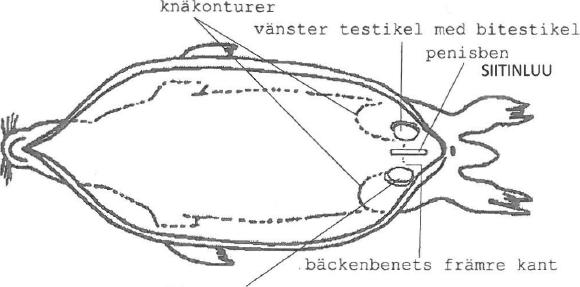 knäkonturer
vänster testikel med bitestikel
penisben
SIITINLUU
bäckenbenets främre kant